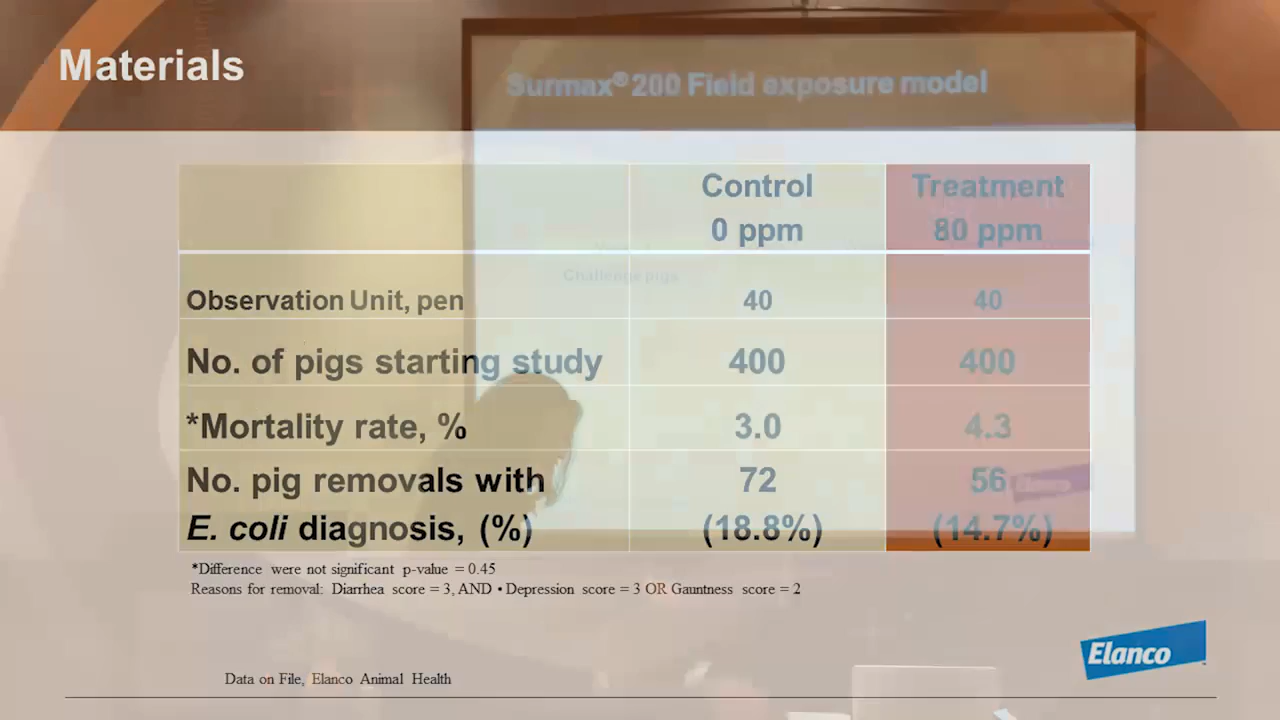 Materials
Surmax® 200 Field exposure model
Control
0 ppm
Treatment
80 ppm
Challenge pigs
Observation Unit, pen 40 40
No. of pigs starting study 400 400
*Mortality rate, % 3.0 4.3
No. pig removals with 72 56
E. coli diagnosis, (%) (18.8%) (14.7%)
Elanco
*Difference were not significant p-value = 0.45
Reasons for removal: Diarrhea score = 3, AND • Depression score = 3 OR Gauntness score = 2
Elanco
Data on File, Elanco Animal Health